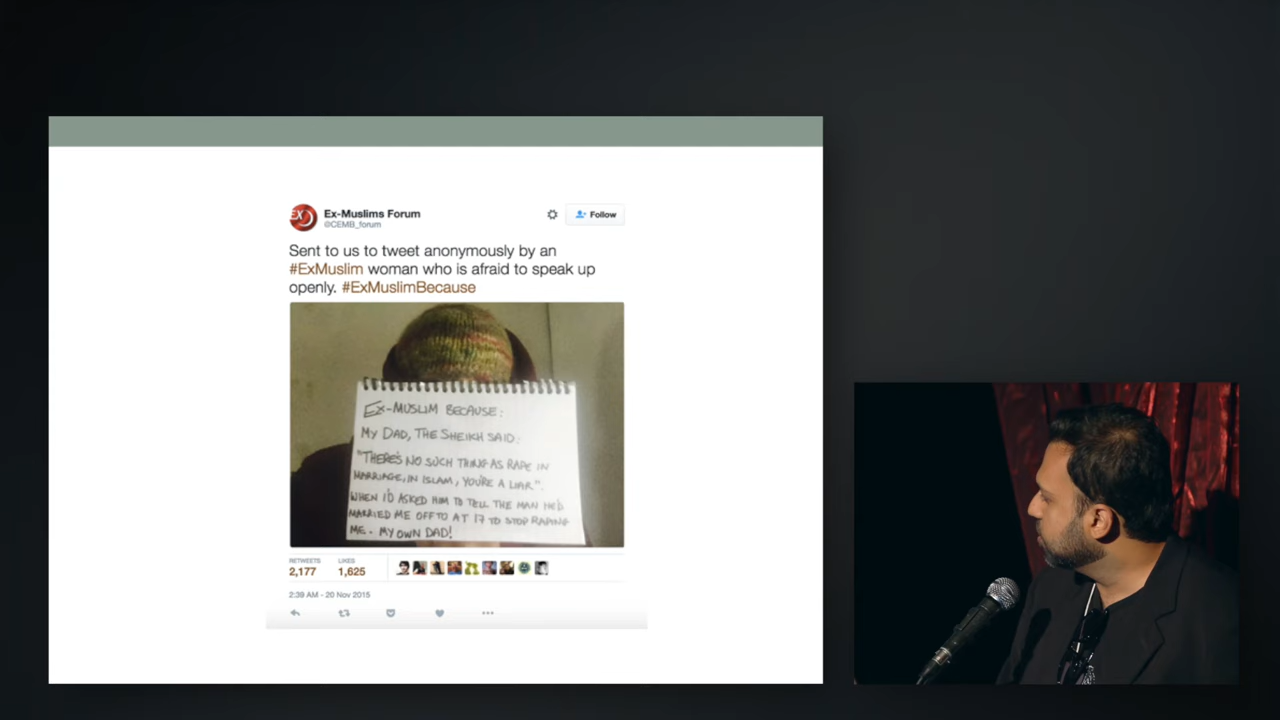 Ex-Muslims Forum
@CEMB_forum
Follow
Sent to us to tweet anonymously by an
#ExMuslim woman who is afraid to speak up
openly. #ExMuslimBecause
EX-MUSLIM BECAUSE:
MY DAD, THE SHEIKH SAID:
"THERE'S NO SUCH THING AS RAPE IN
MARRIAGE, IN ISLAM, YOU'RE A LIAR".
WHEN I'D ASKED HIM TO TELL THE MAN HE'D
MARRIED ME OFF TO AT 17 TO STOP RAPING
ME. MY OWN DAD!
RETWEETS LIKES
2,177 1,625
2:39 AM - 20 Nov 2015